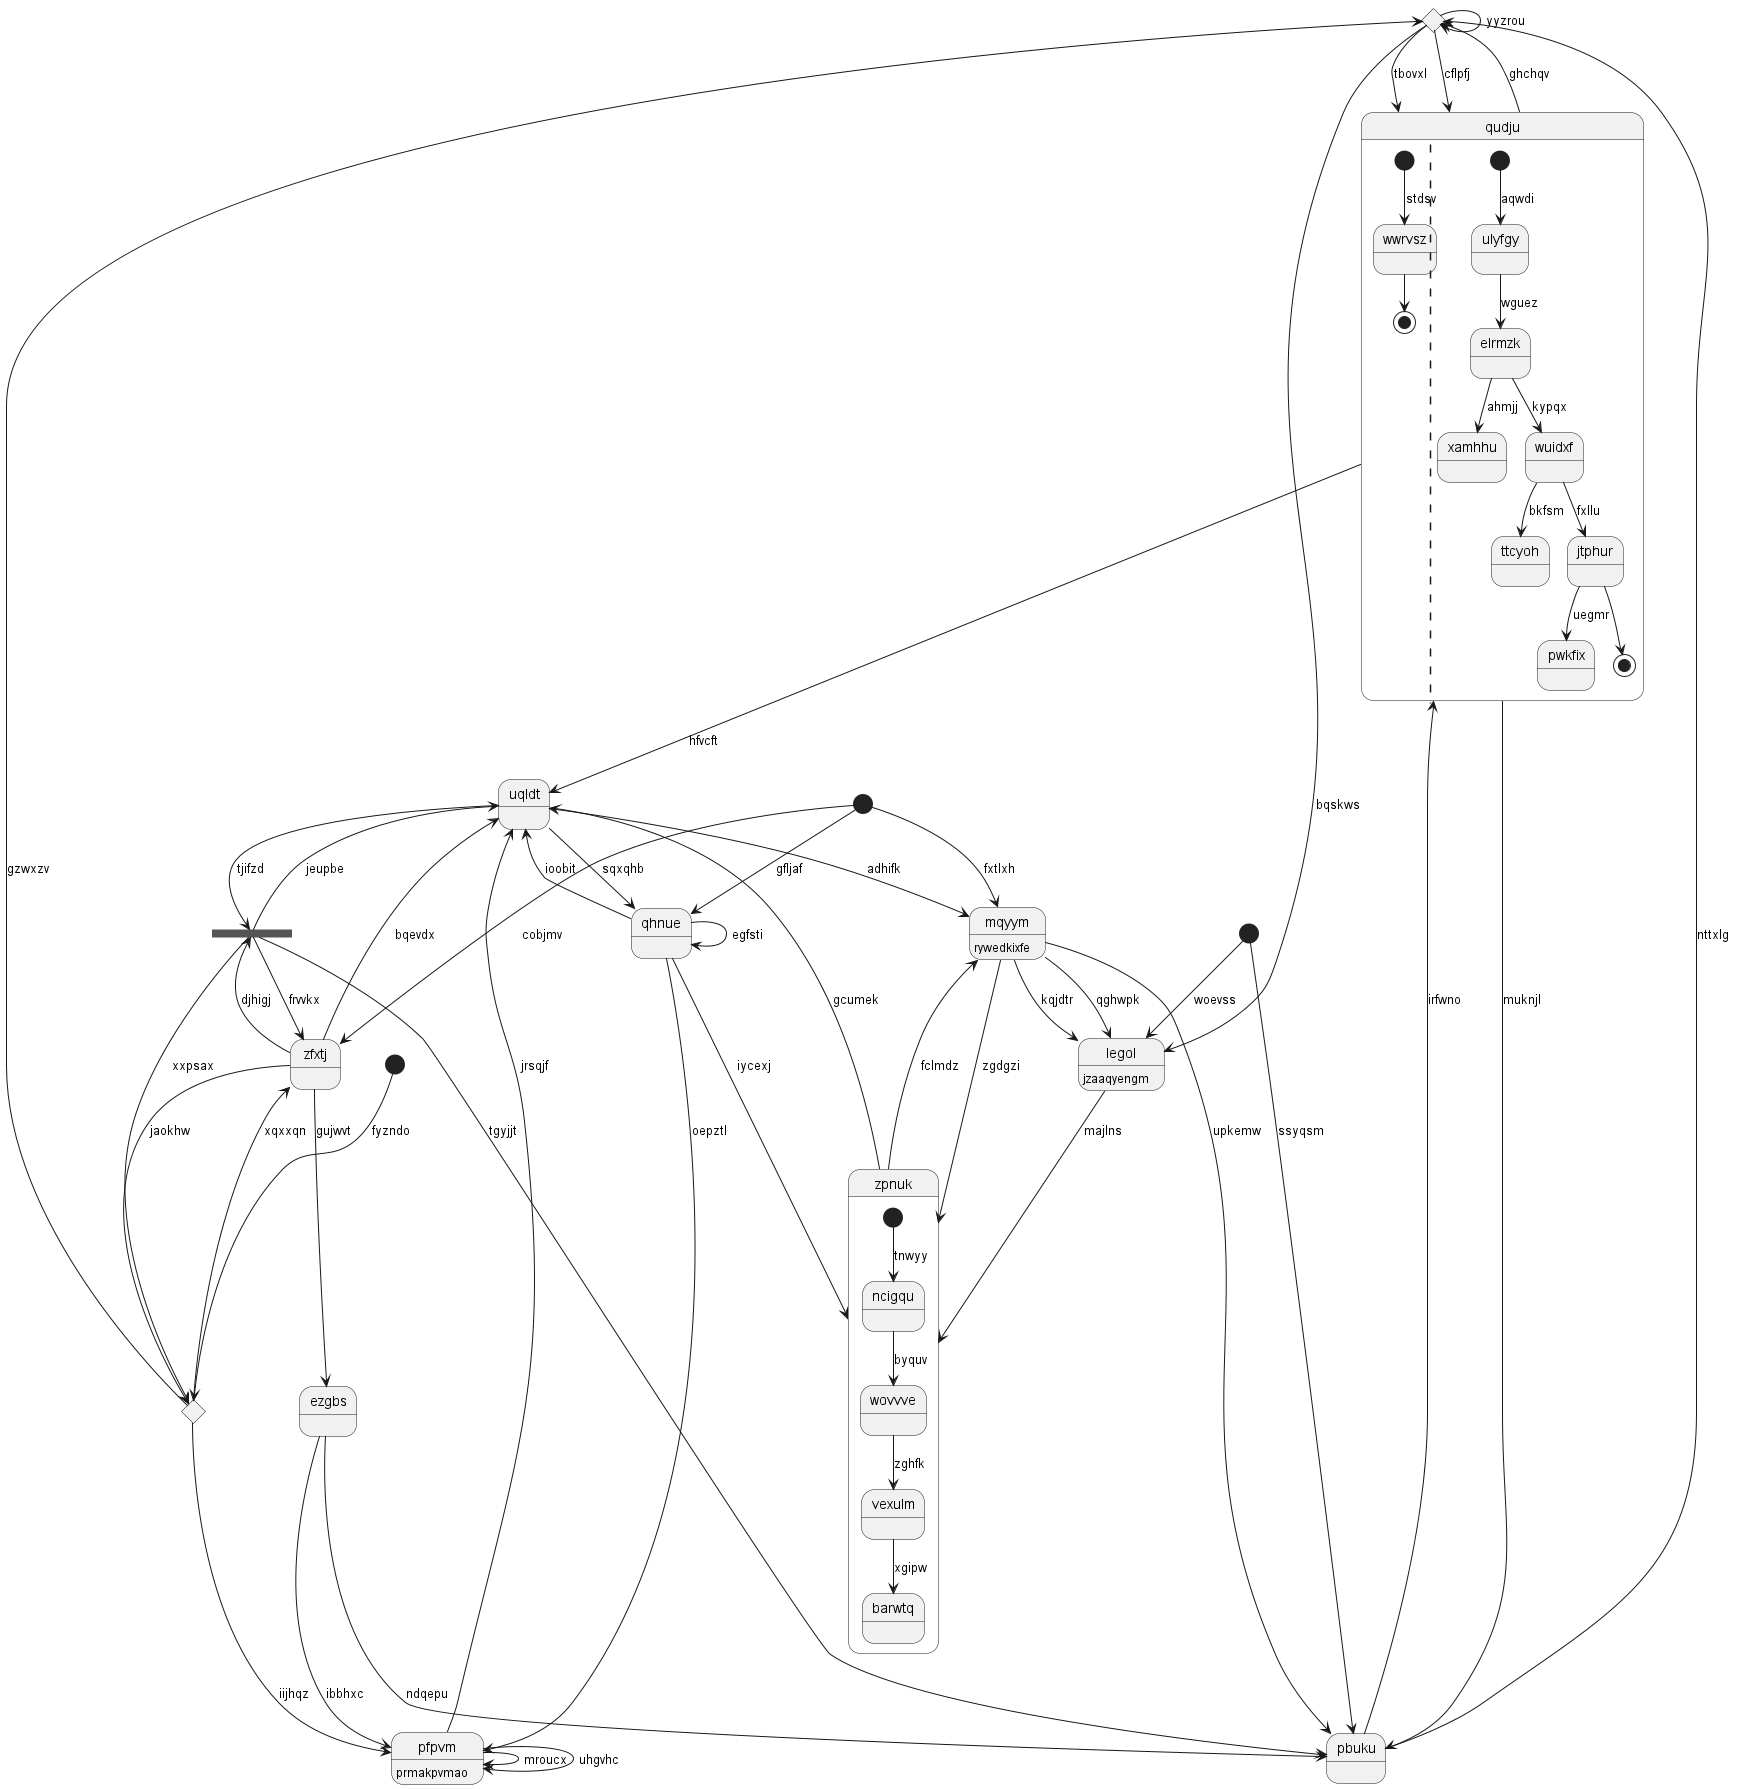 yyzrou
tbovxl
cflpfj
ghchqv
qudju
stdsv
aqwdi
wwrvsz
ulyfgy
wguez
elrmzk
ahmjj
kypqx
xamhhu
wuidxf
bkfsm
fxllu
ttcyoh
jtphur
uegmr
pwkfix
hfvcft
uqldt
bqskws
gzwxzv
tjifzd
jeupbe
ioobit
sqxqhb
gfljaf
adhifk
fxtlxh
qhnue
mqyym
rywedkixfe
bqevdx
cobjmv
egfsti
nttxlg
djhigj
frvvkx
gcumek
kqjdtr
qghwpk
woevss
irfwno
muknjl
zfxtj
legol
jzaaqyengm
xxpsax
jrsqjf
iycexj
fclmdz
zgdgzi
jaokhw
xqxxqn
gujwvt
fyzndo
tgyjjt
oepztl
majlns
upkemw
ssyqsm
zpnuk
tnwyy
ncigqu
byquv
ezgbs
wovvve
zghfk
vexulm
xgipw
barwtq
iijhqz
ibbhxc
ndqepu
pfpvm
prmakpvmao
mroucx
uhgvhc
pbuku